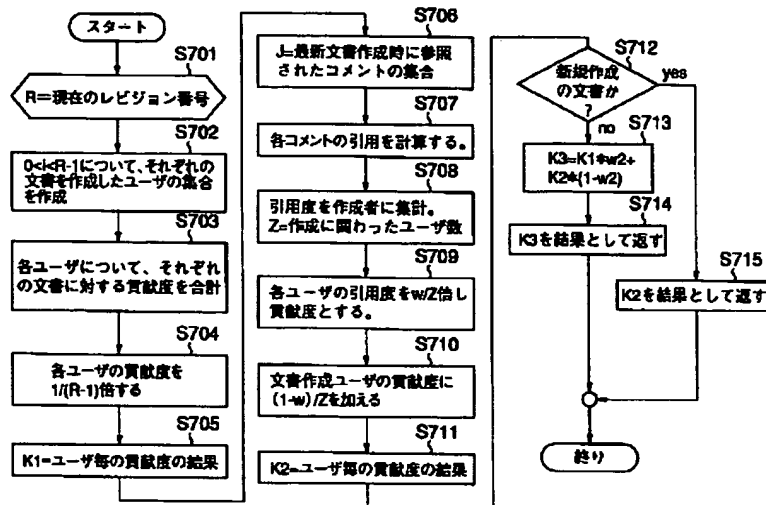 スタート
S701
R=現在のレビジョン番号
S702
0<i<R-1について、それぞれの
文書を作成したユーザの集合
を作成
S703
各ユーザについて、それぞれ
の文書に対する貢献度を合計
S704
各ユーザの貢献度を
1/(R-1)倍する
S705
K1=ユーザ毎の貢献度の結果
S706
J=最新文書作成時に参照
されたコメントの集合
S707
各コメントの引用を計算する。
S708
引用度を作成者に集計。
Z=作成に関わったユーザ数
S709
各ユーザの引用度をw/Z倍し
貢献度とする。
S710
文書作成ユーザの貢献度に
(1-w)/Zを加える
S711
K2=ユーザ毎の貢献度の結果
S712
新規作成
の文書か
?
yes
no
S713
K3=K1*w2+
K2*(1-w2)
S714
K3を結果として返す
S715
K2を結果として返す
終り